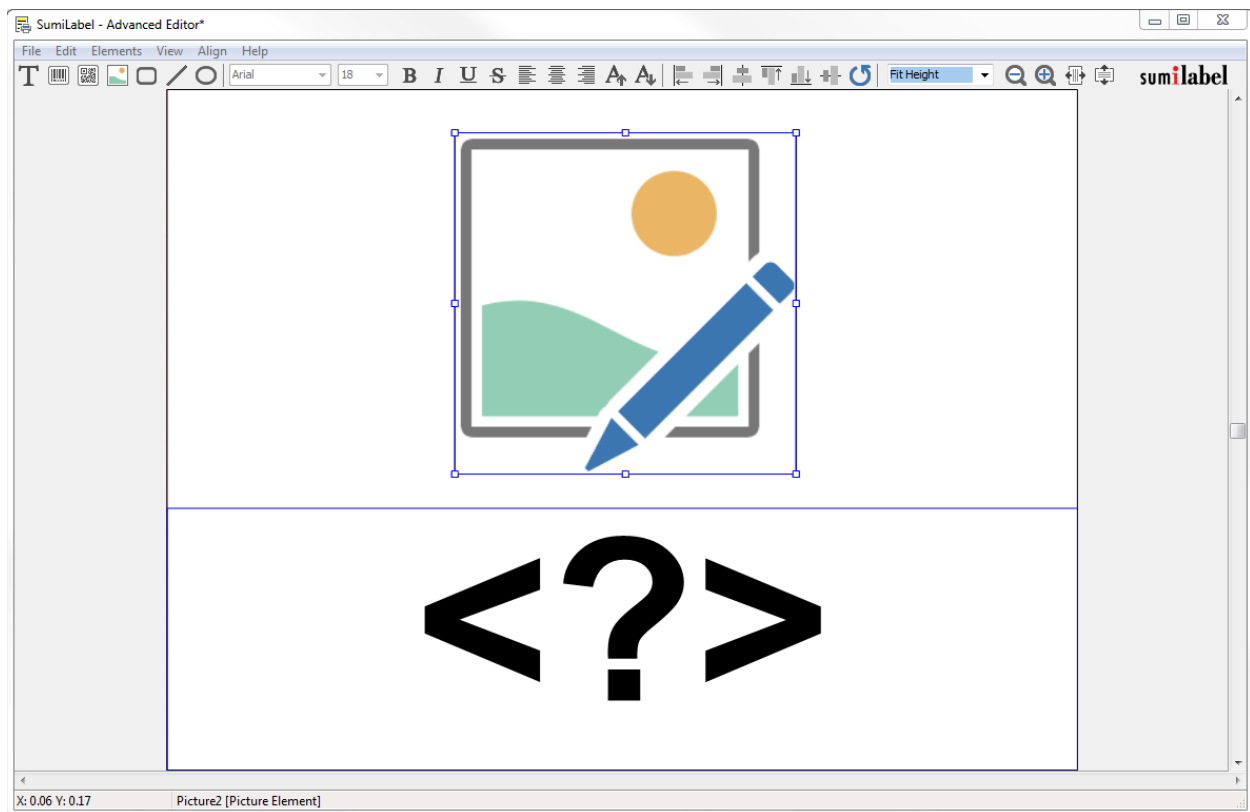 SumiLabel - Advanced Editor*
File Edit Elements View Align Help
T Arial 18 B I U S A A Fit Height sumilabel
<?>
X: 0.06 Y: 0.17 Picture2 [Picture Element]